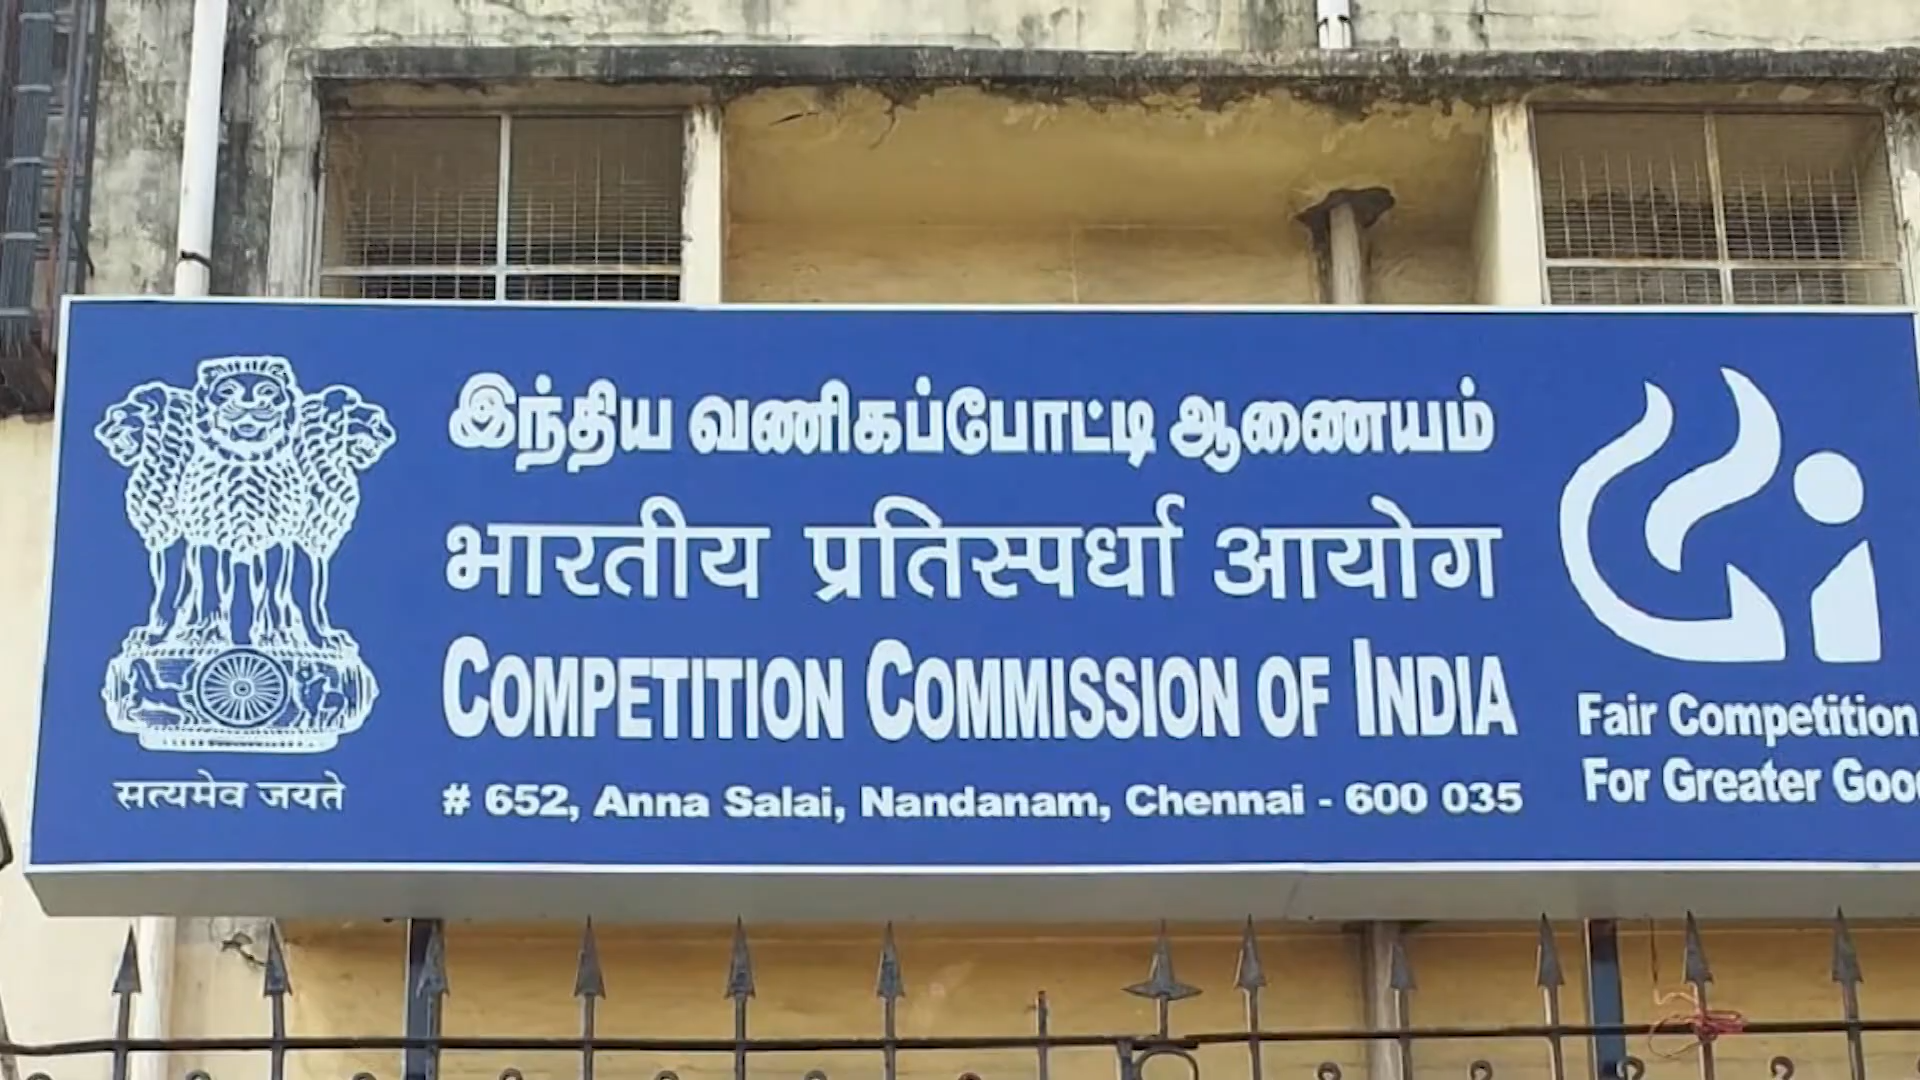 இந்திய வணிகப்போட்டி ஆணையம்
भारतीय प्रतिस्पर्धा आयोग
COMPETITION COMMISSION OF INDIA
# 652, Anna Salai, Nandanam, Chennai - 600 035
सत्यमेव जयते
Fair Competition
For Greater Good